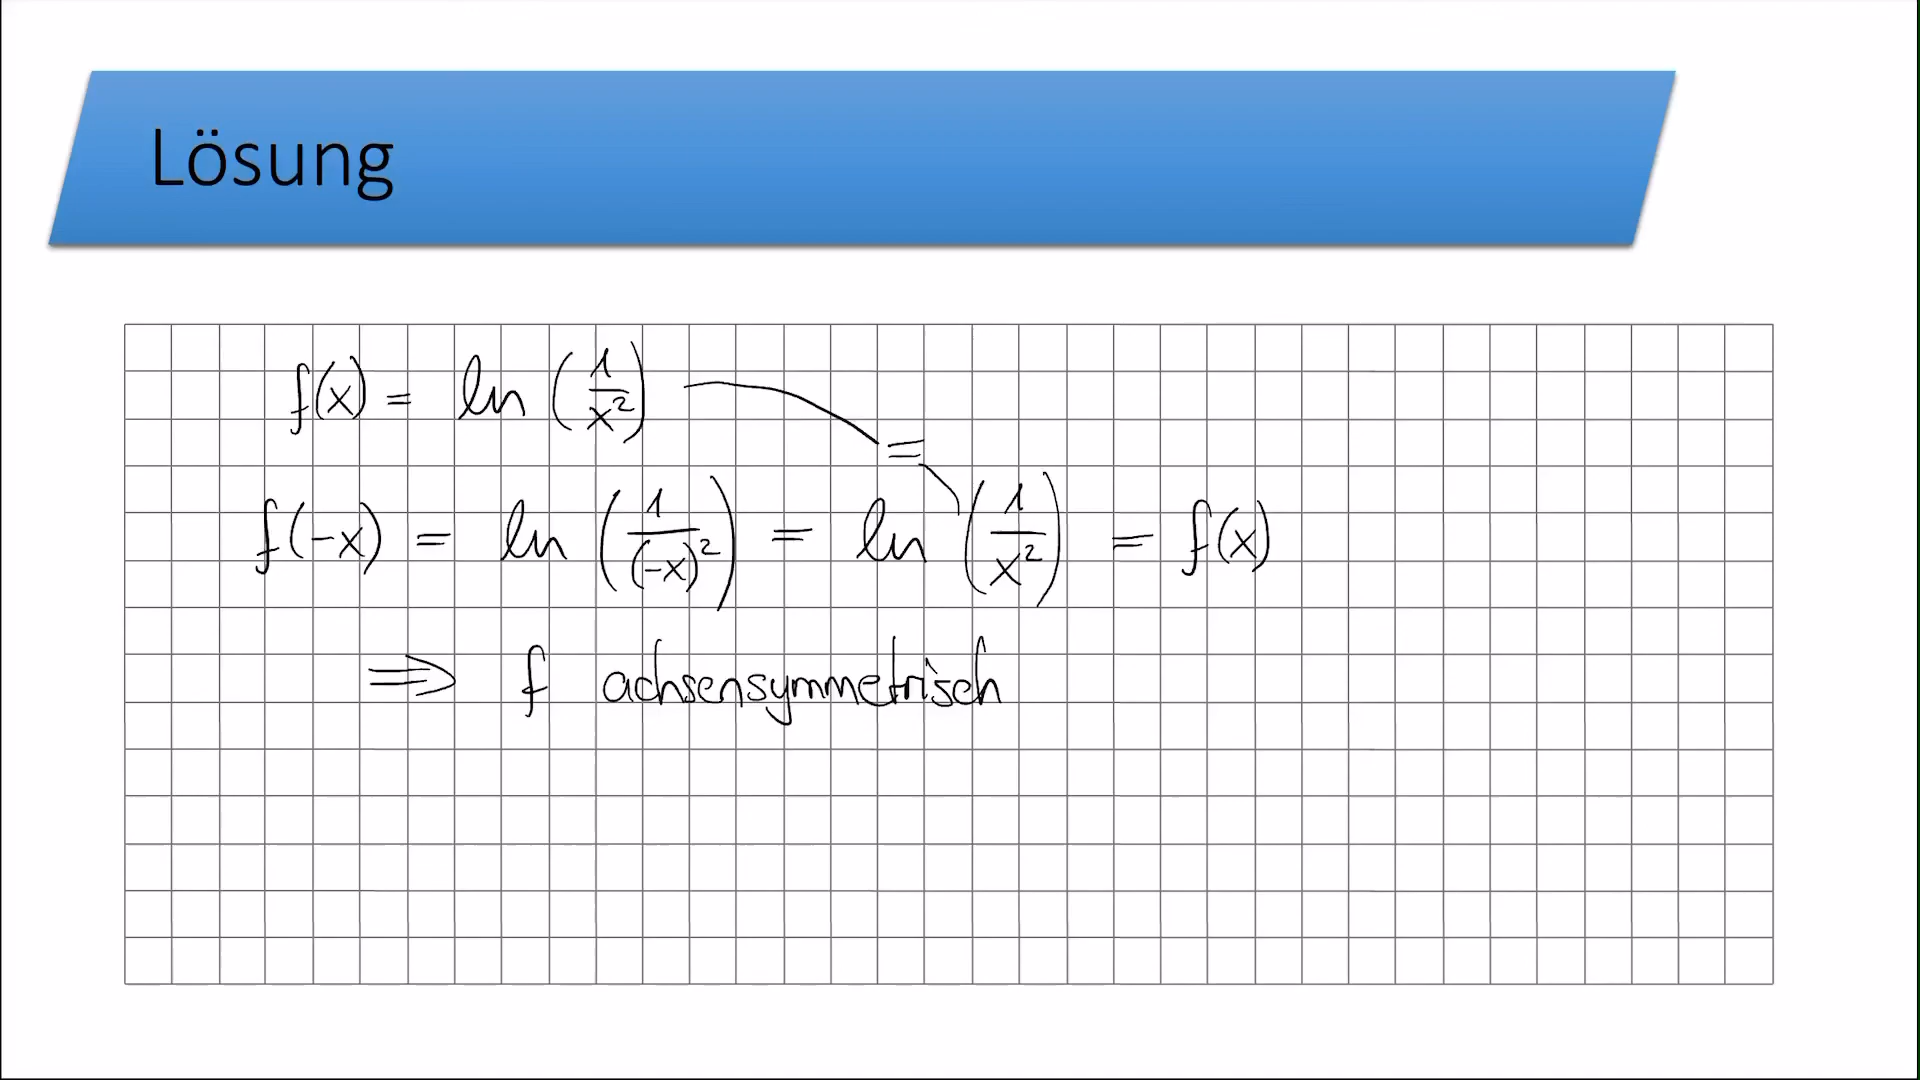 Lösung
f(x) = ln (1/x²)
=
f(-x) = ln (1/(-x)²) = ln (1/x²) = f(x)
⇒ f achsensymmetrisch